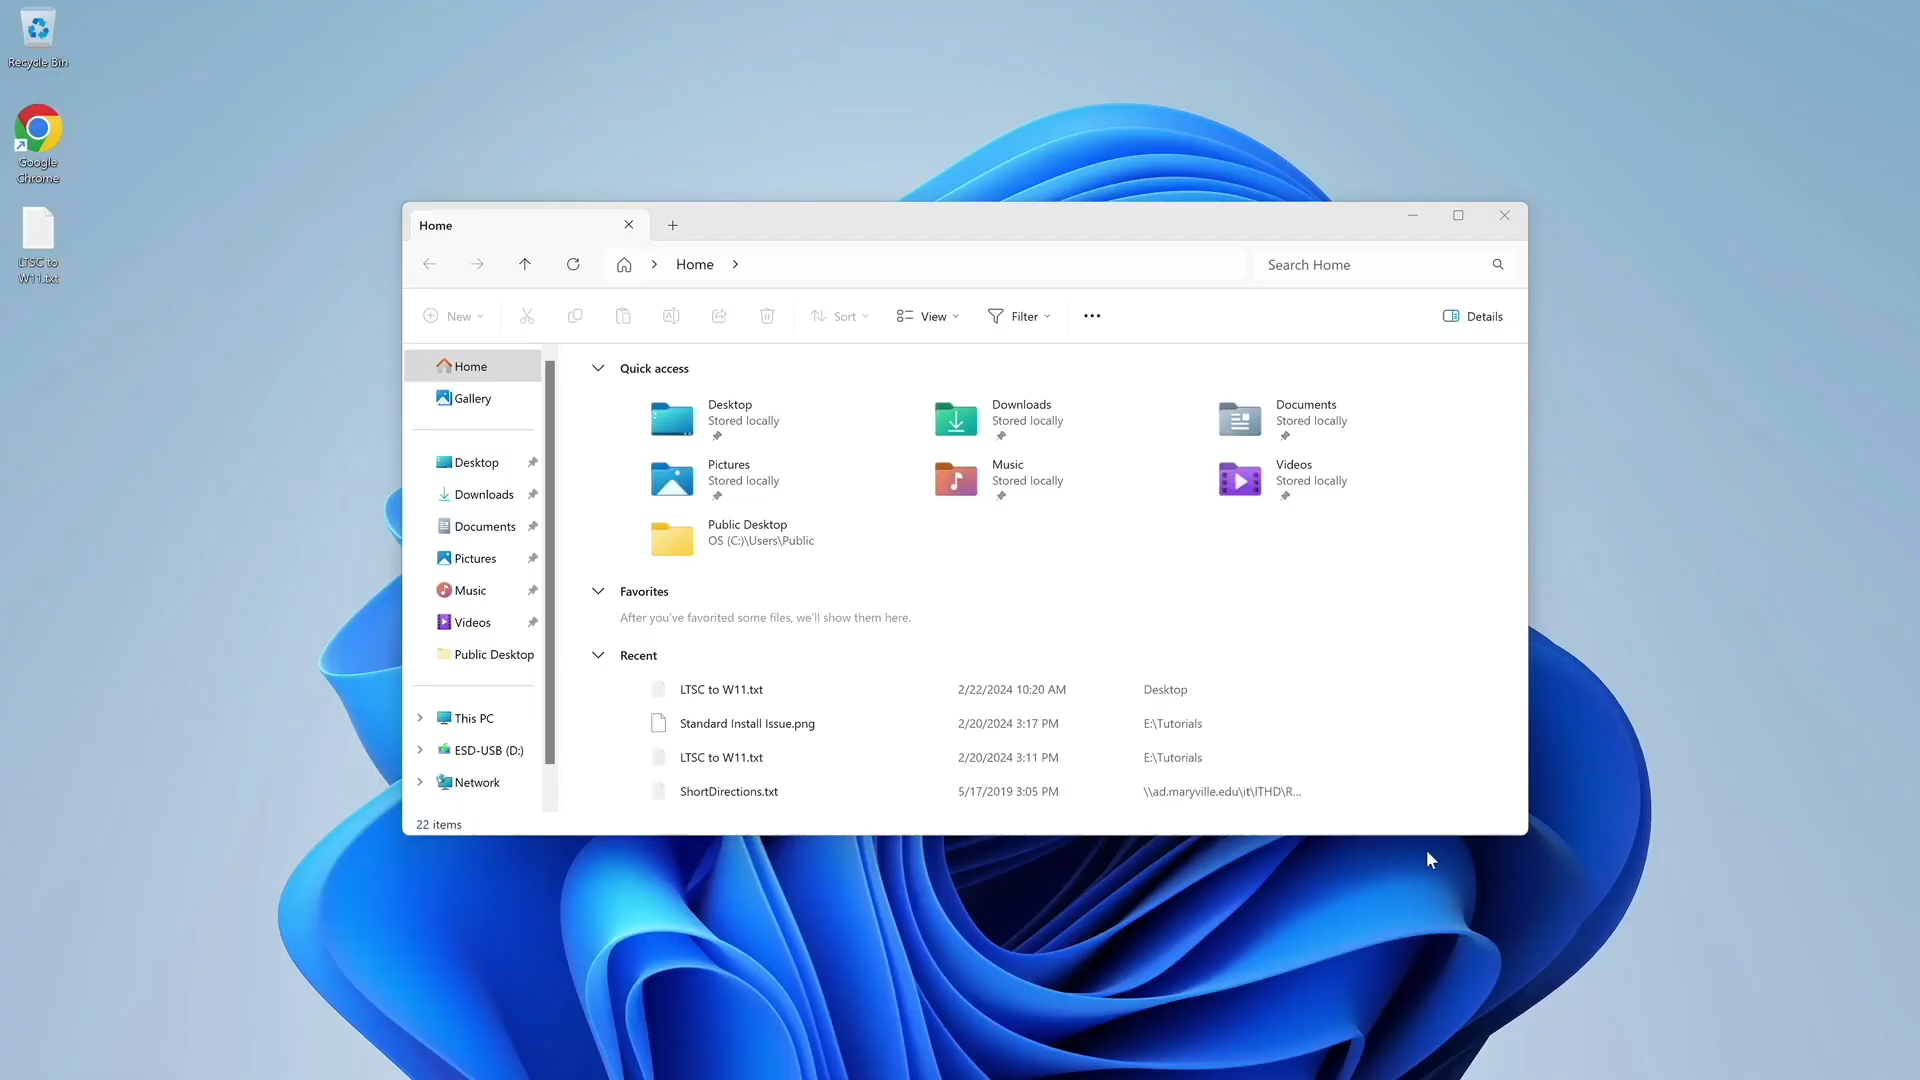 Recycle Bin
Google
Chrome
LTSC to
W11.txt
Home
Home
Search Home
New
Sort
View
Filter
Details
Home
Gallery
Desktop
Downloads
Documents
Pictures
Music
Videos
Public Desktop
This PC
ESD-USB (D:)
Network
Quick access
Desktop
Stored locally
Downloads
Stored locally
Documents
Stored locally
Pictures
Stored locally
Music
Stored locally
Videos
Stored locally
Public Desktop
OS (C:)\Users\Public
Favorites
After you've favorited some files, we'll show them here.
Recent
LTSC to W11.txt 2/22/2024 10:20 AM Desktop
Standard Install Issue.png 2/20/2024 3:17 PM E:\Tutorials
LTSC to W11.txt 2/20/2024 3:11 PM E:\Tutorials
ShortDirections.txt 5/17/2019 3:05 PM \\ad.maryville.edu\it\ITHD\R...
22 items